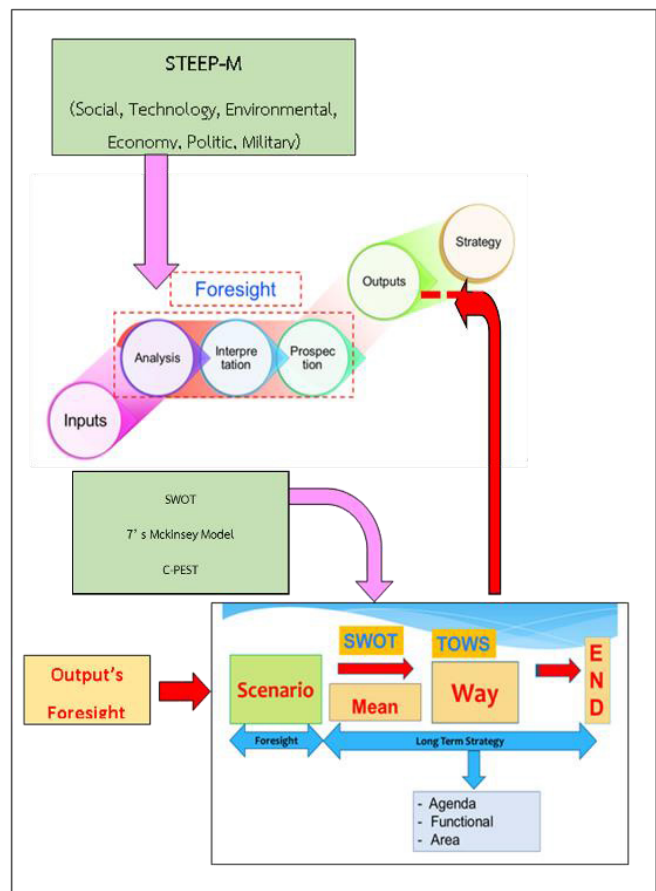 STEEP-M
(Social, Technology, Environmental,
Economy, Politic, Military)
Strategy
Outputs
Foresight
Analysis
Interpre
tation
Prospec
tion
Inputs
SWOT
7's Mckinsey Model
C-PEST
Output's
Foresight
SWOT
TOWS
Scenario
Mean
Way
E
N
D
Foresight
Long Term Strategy
- Agenda
- Functional
- Area